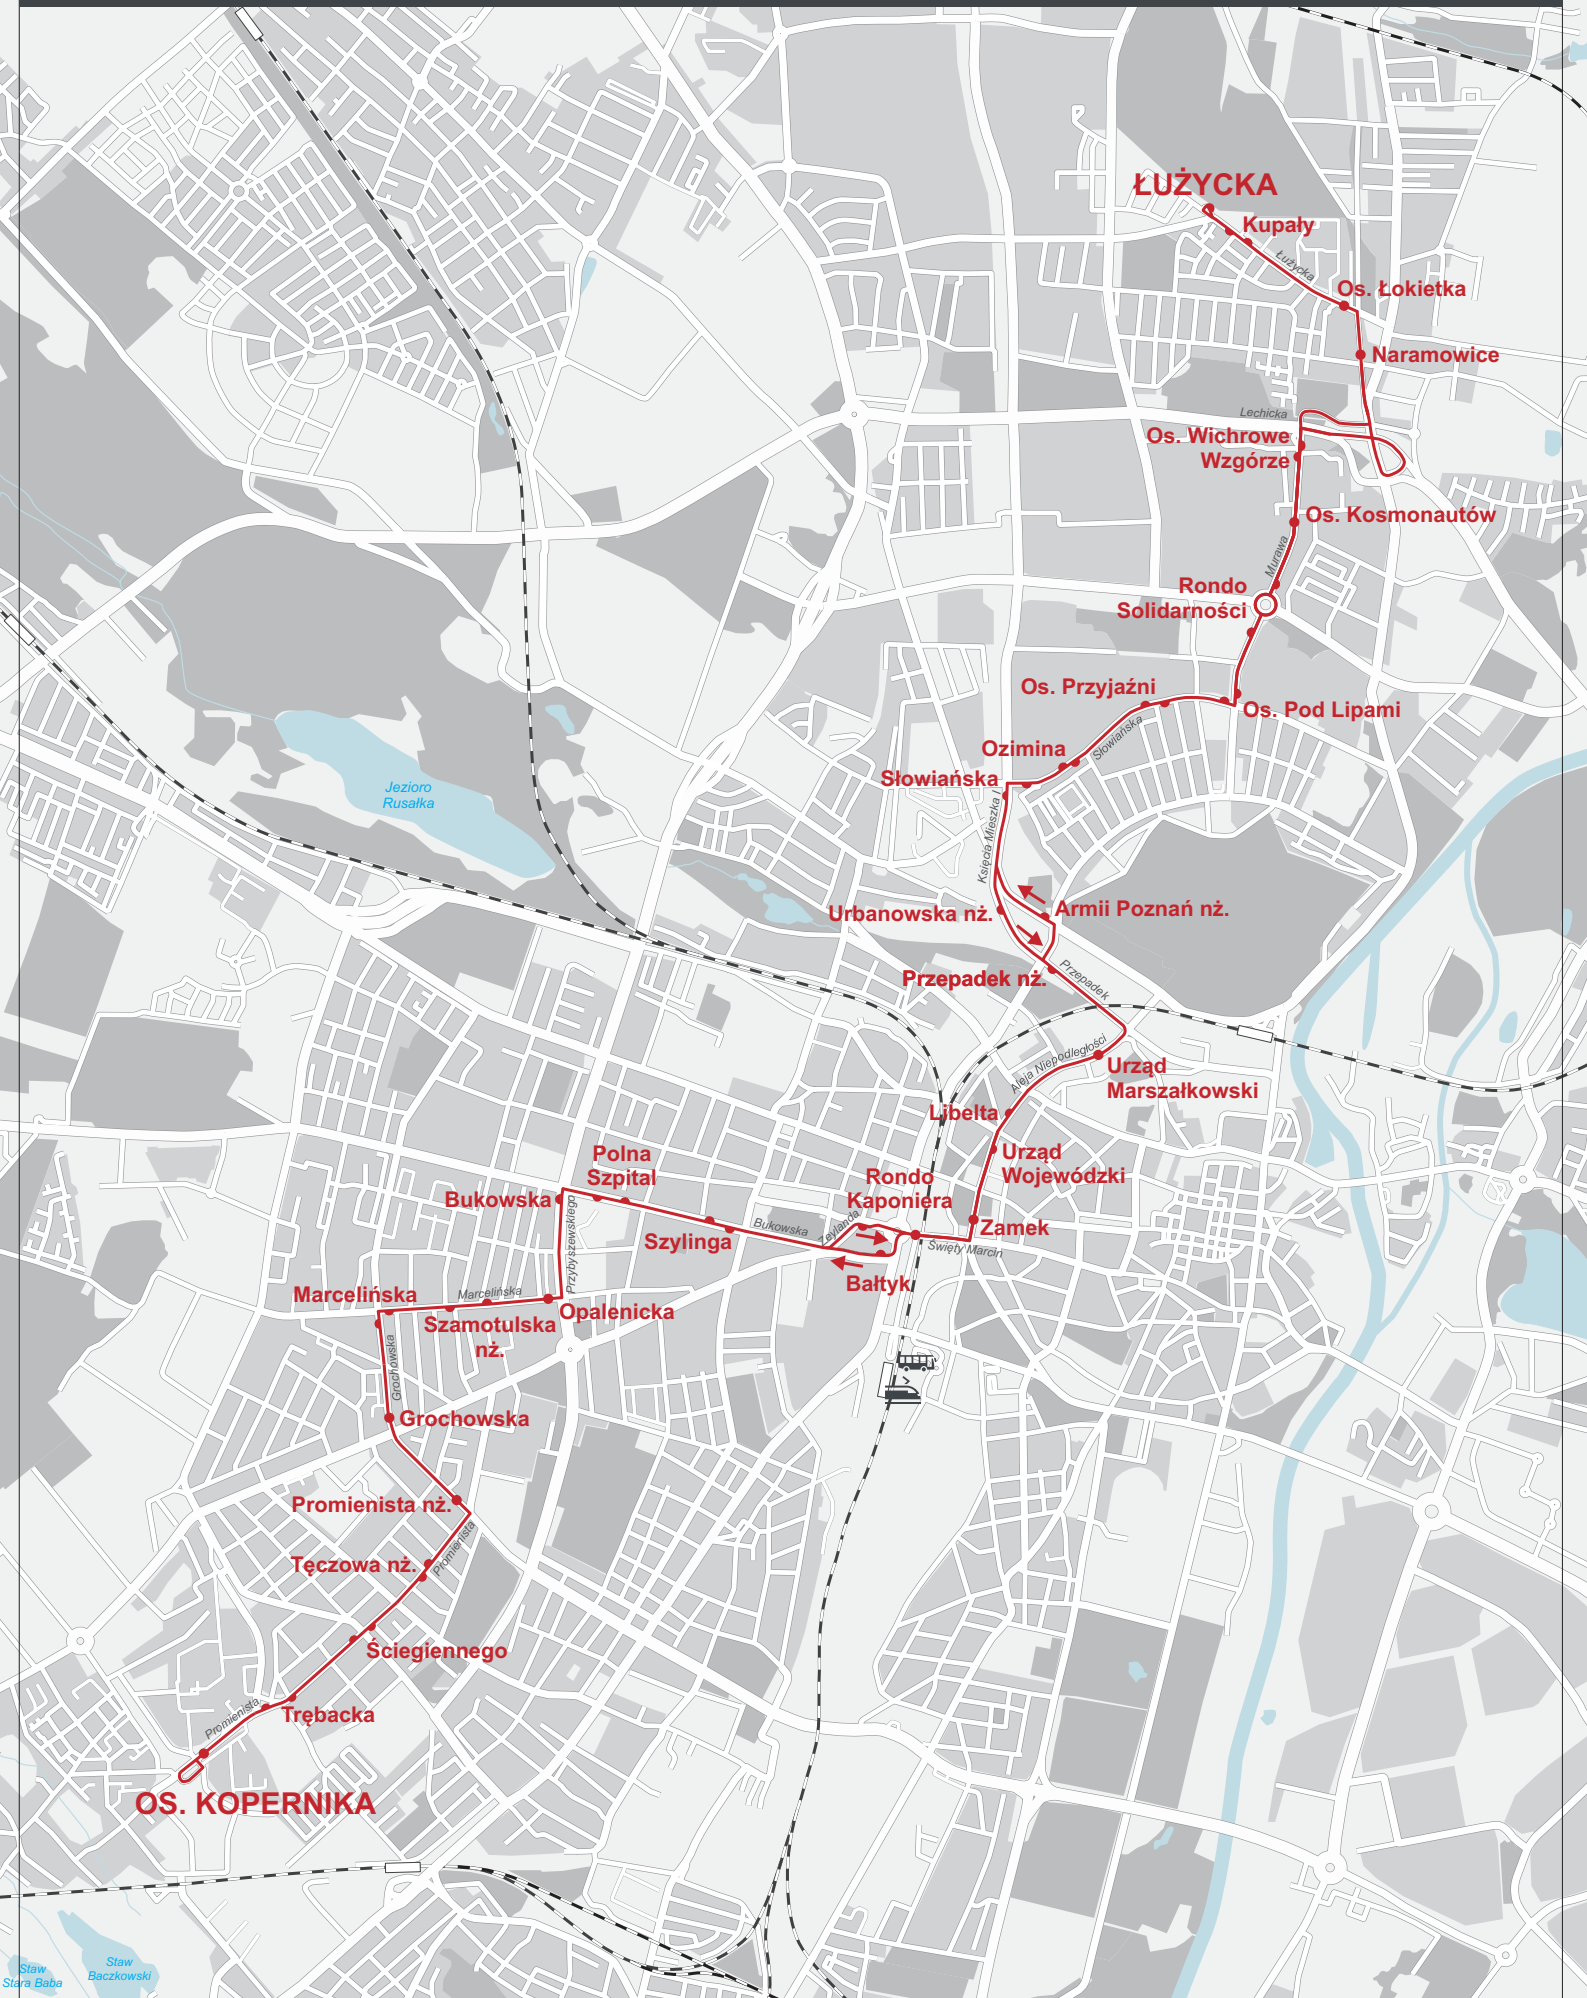 ŁUŻYCKA
Kupały
Łużycka
Os. Łokietka
Naramowice
Lechicka
Os. Wichrowe
Wzgórze
Os. Kosmonautów
Murawa
Rondo
Solidarności
Os. Przyjaźni
Os. Pod Lipami
Słowiańska
Ozimina
Słowiańska
Księcia Mieszka I
Jezioro
Rusałka
Urbanowska nż.
Armii Poznań nż.
Przepadek nż.
Przepadek
Aleja Niepodległości
Urząd
Marszałkowski
Libelta
Urząd
Wojewódzki
Polna
Szpital
Rondo
Kaponiera
Bukowska
Przybyszewskiego
Szylinga
Bukowska
Zeylanda
Zamek
Święty Marcin
Bałtyk
Marcelińska
Marcelińska
Opalenicka
Szamotulska
nż.
Grochowska
Grochowska
Promienista nż.
Promienista
Tęczowa nż.
Ściegiennego
Trębacka
Promienista
OS. KOPERNIKA
Staw
Stara Baba
Staw
Baczkowski